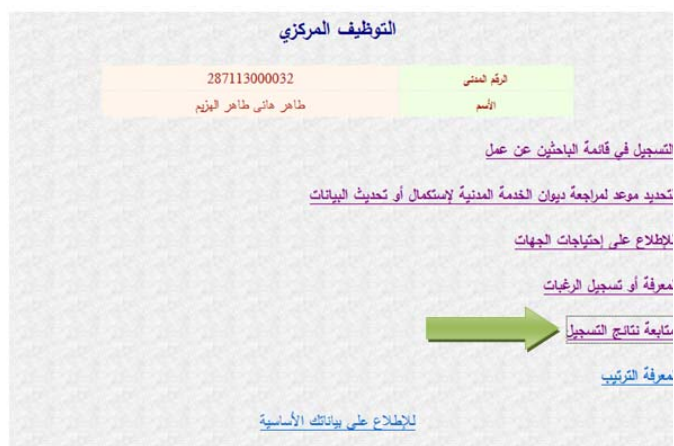 التوظيف المركزي
الرقم المدني 287113000032
الأسم طاهر هاني طاهر الهزيم
التسجيل في قائمة الباحثين عن عمل
لتحديد موعد لمراجعة ديوان الخدمة المدنية لإستكمال أو تحديث البيانات
للإطلاع على إحتياجات الجهات
لمعرفة أو تسجيل الرغبات
متابعة نتائج التسجيل
لمعرفة الترتيب
للإطلاع على بياناتك الأساسية